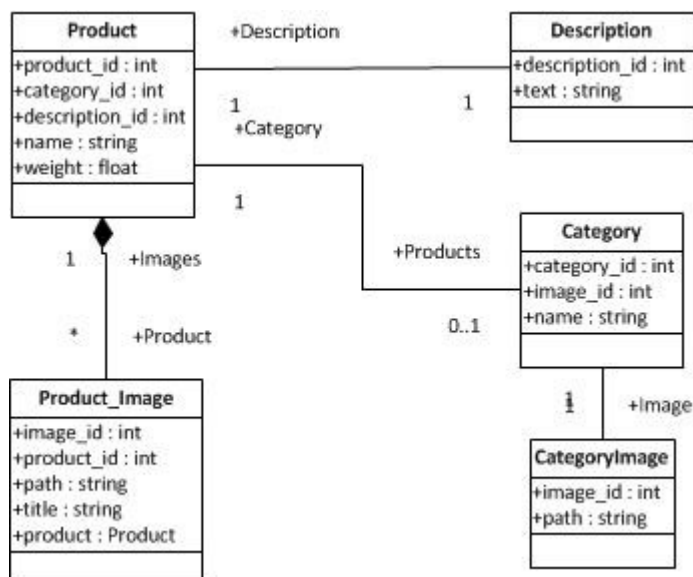 Product
+product_id : int
+category_id : int
+description_id : int
+name : string
+weight : float
+Description
1
1
Description
+description_id : int
+text : string
+Category
1
+Products
0..1
Category
+category_id : int
+image_id : int
+name : string
1
+Images
*
+Product
Product_Image
+image_id : int
+product_id : int
+path : string
+title : string
+product : Product
1
1
+Image
CategoryImage
+image_id : int
+path : string